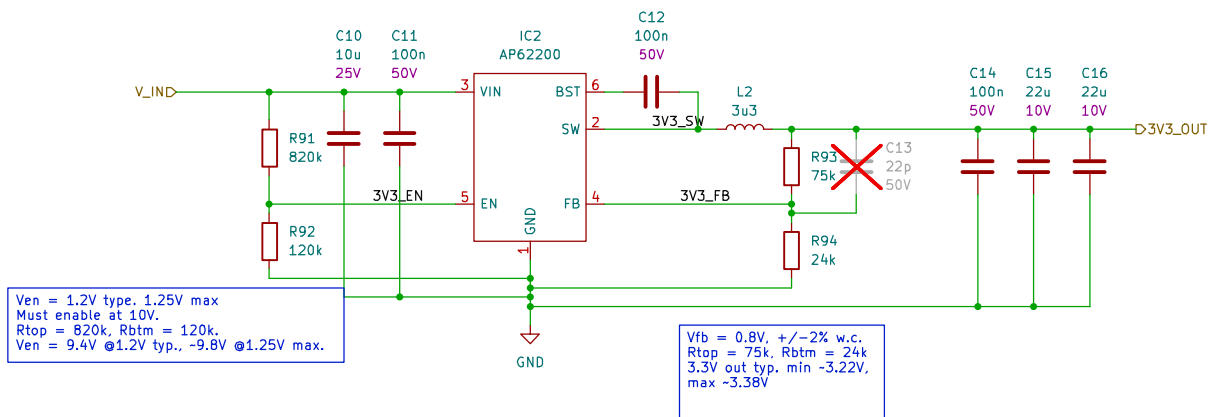 C12
100n
50V
C10
10u
25V
C11
100n
50V
IC2
AP62200
V_IN
3
VIN
BST
6
L2
3u3
C14
100n
50V
C15
22u
10V
C16
22u
10V
SW
2
3V3_SW
3V3_OUT
R91
820k
R93
75k
C13
22p
50V
3V3_EN
5
EN
FB
4
3V3_FB
R92
120k
GND
1
R94
24k
Ven = 1.2V type. 1.25V max
Must enable at 10V.
Rtop = 820k, Rbtm = 120k.
Ven = 9.4V @1.2V typ., ~9.8V @1.25V max.
GND
Vfb = 0.8V, +/-2% w.c.
Rtop = 75k, Rbtm = 24k
3.3V out typ. min ~3.22V,
max ~3.38V